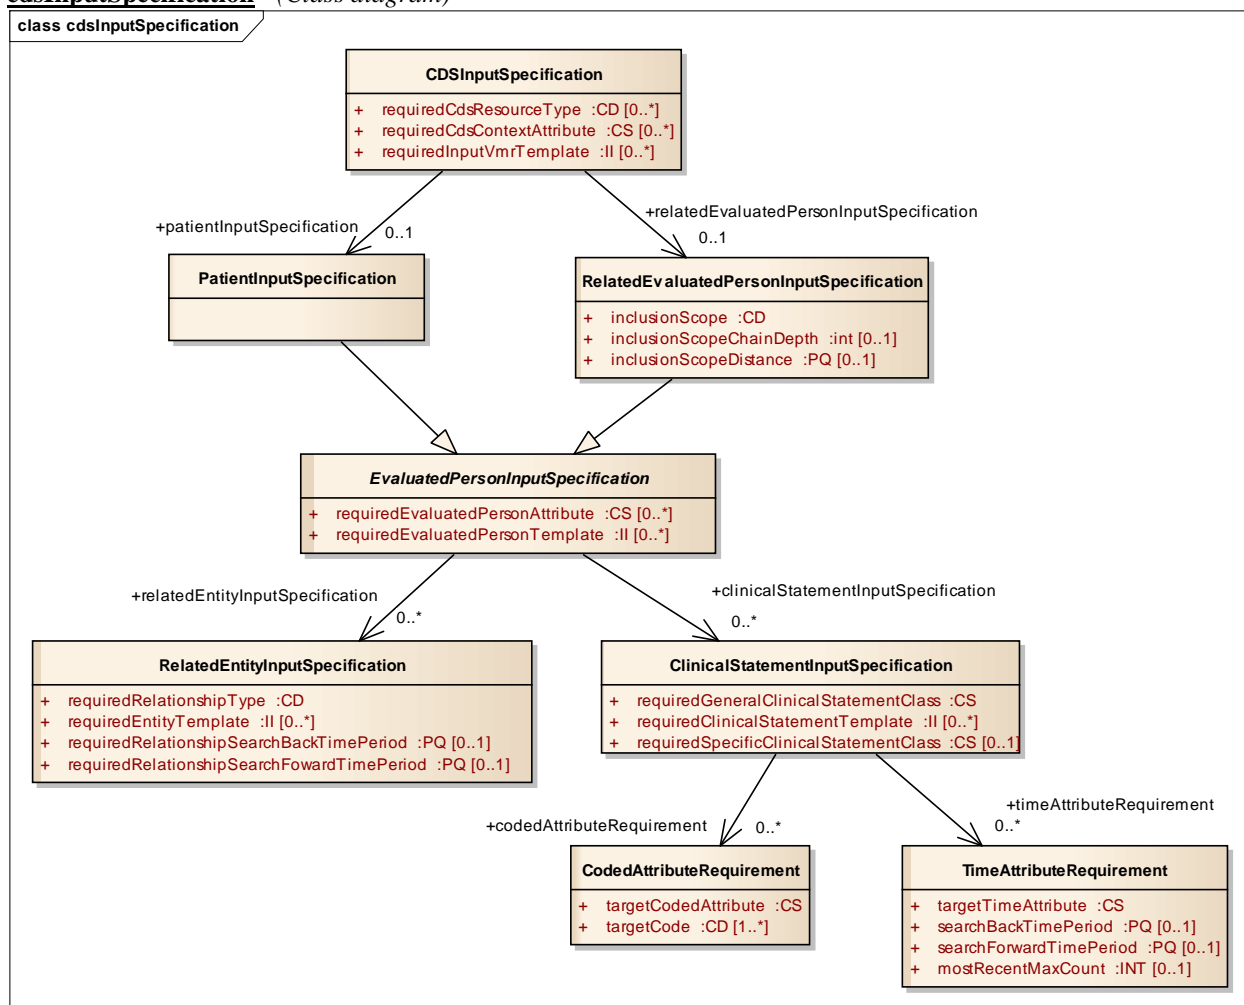 cdsInputSpecification - (Class diagram)
class cdsInputSpecification
CDSInputSpecification
+ requiredCdsResourceType :CD [0..*]
+ requiredCdsContextAttribute :CS [0..*]
+ requiredInputVmrTemplate :II [0..*]
+patientInputSpecification
0..1
+relatedEvaluatedPersonInputSpecification
0..1
PatientInputSpecification
RelatedEvaluatedPersonInputSpecification
+ inclusionScope :CD
+ inclusionScopeChainDepth :int [0..1]
+ inclusionScopeDistance :PQ [0..1]
EvaluatedPersonInputSpecification
+ requiredEvaluatedPersonAttribute :CS [0..*]
+ requiredEvaluatedPersonTemplate :II [0..*]
+relatedEntityInputSpecification
0..*
+clinicalStatementInputSpecification
0..*
RelatedEntityInputSpecification
+ requiredRelationshipType :CD
+ requiredEntityTemplate :II [0..*]
+ requiredRelationshipSearchBackTimePeriod :PQ [0..1]
+ requiredRelationshipSearchFowardTimePeriod :PQ [0..1]
ClinicalStatementInputSpecification
+ requiredGeneralClinicalStatementClass :CS
+ requiredClinicalStatementTemplate :II [0..*]
+ requiredSpecificClinicalStatementClass :CS [0..1]
+codedAttributeRequirement
0..*
+timeAttributeRequirement
0..*
CodedAttributeRequirement
+ targetCodedAttribute :CS
+ targetCode :CD [1..*]
TimeAttributeRequirement
+ targetTimeAttribute :CS
+ searchBackTimePeriod :PQ [0..1]
+ searchForwardTimePeriod :PQ [0..1]
+ mostRecentMaxCount :INT [0..1]